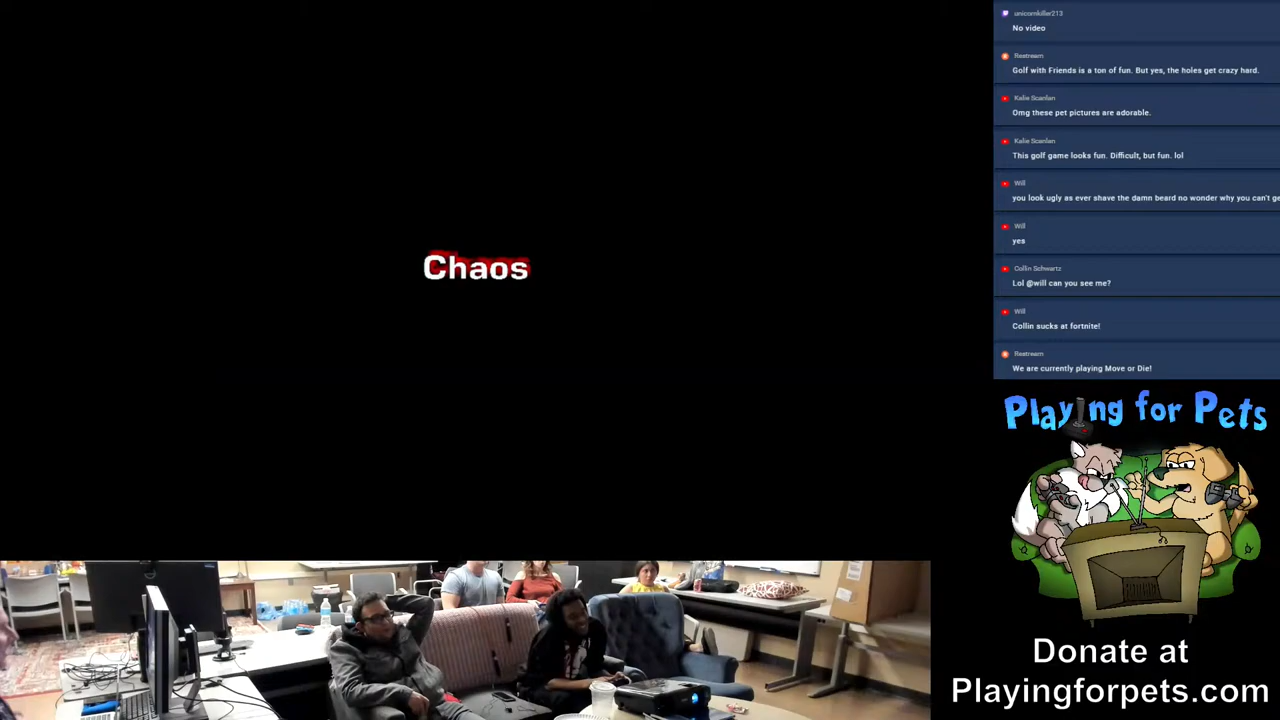 Chaos
unicornkiller213
No video
Restream
Golf with Friends is a ton of fun. But yes, the holes get crazy hard.
Kalie Scanlan
Omg these pet pictures are adorable.
Kalie Scanlan
This golf game looks fun. Difficult, but fun. lol
Will
you look ugly as ever shave the damn beard no wonder why you can't ge
Will
yes
Collin Schwartz
Lol @will can you see me?
Will
Collin sucks at fortnite!
Restream
We are currently playing Move or Die!
Playing for Pets
Donate at
Playingforpets.com